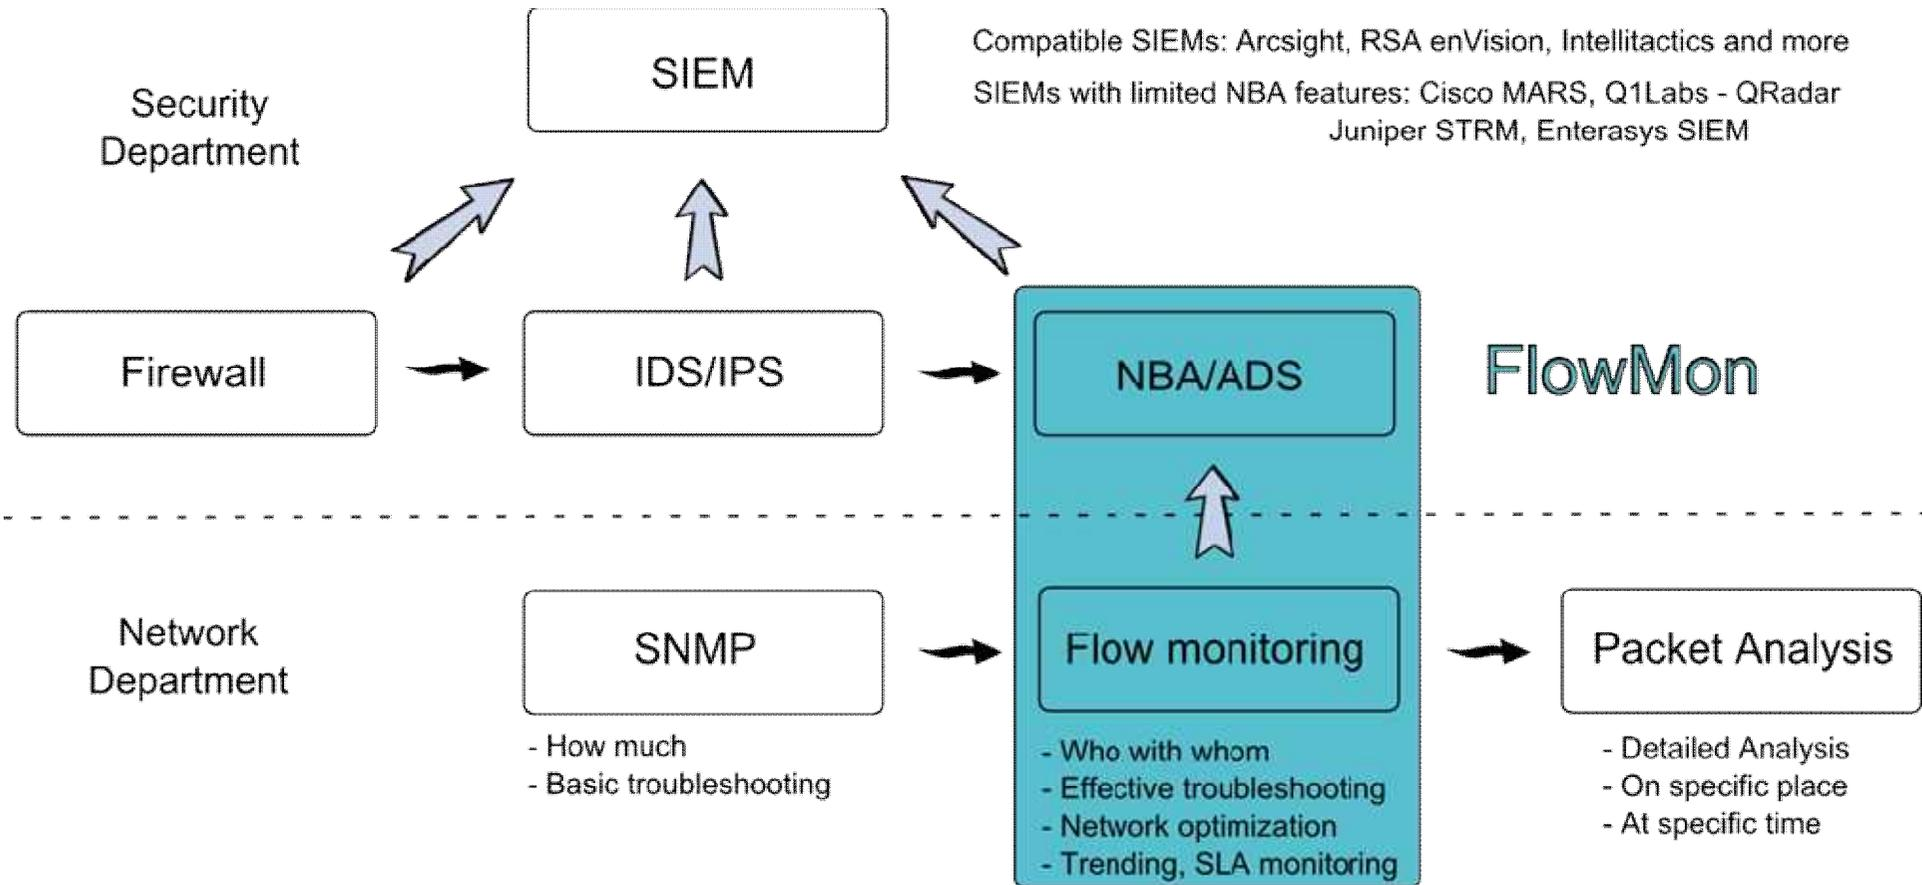 SIEM
Compatible SIEMs: Arcsight, RSA enVision, Intellitactics and more
SIEMs with limited NBA features: Cisco MARS, Q1Labs - QRadar
Juniper STRM, Enterasys SIEM
Security
Department
Firewall
IDS/IPS
NBA/ADS
FlowMon
Network
Department
SNMP
- How much
- Basic troubleshooting
Flow monitoring
- Who with whom
- Effective troubleshooting
- Network optimization
- Trending, SLA monitoring
Packet Analysis
- Detailed Analysis
- On specific place
- At specific time